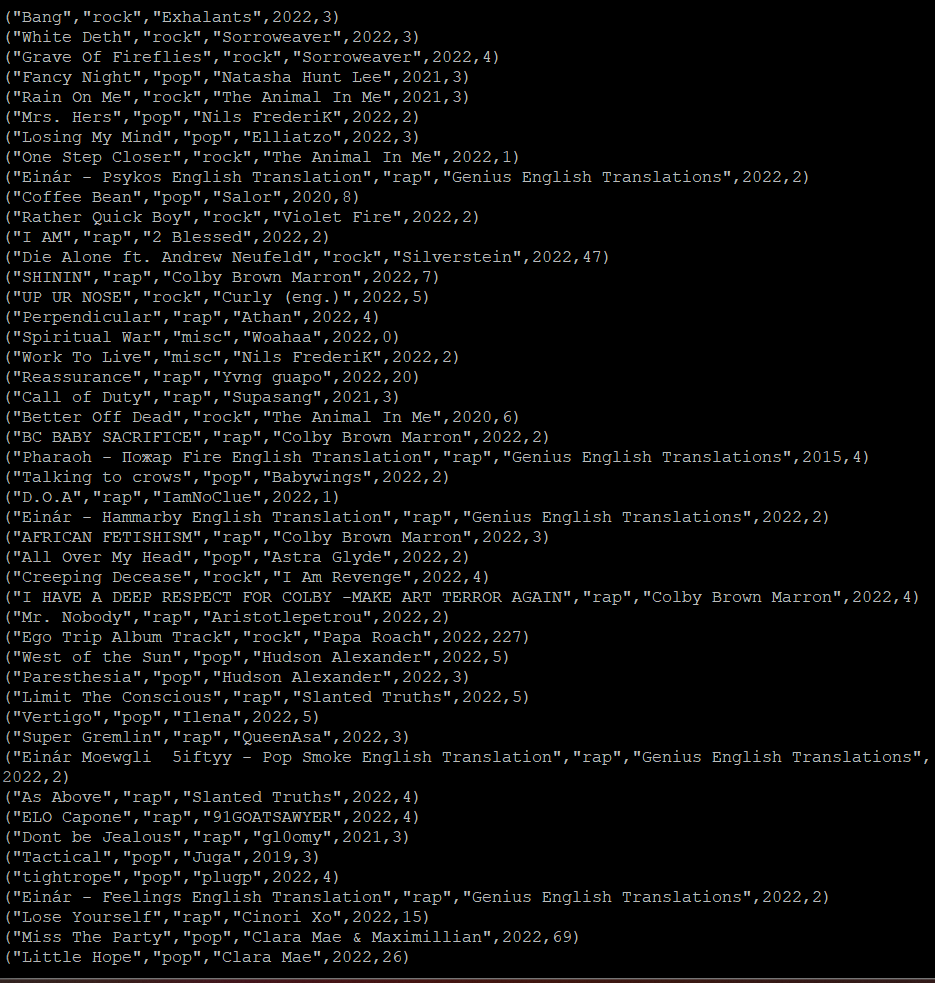 ("Bang","rock","Exhalants",2022,3)
("White Deth","rock","Sorroweaver",2022,3)
("Grave Of Fireflies","rock","Sorroweaver",2022,4)
("Fancy Night","pop","Natasha Hunt Lee",2021,3)
("Rain On Me","rock","The Animal In Me",2021,3)
("Mrs. Hers","pop","Nils FrederiK",2022,2)
("Losing My Mind","pop","Elliatzo",2022,3)
("One Step Closer","rock","The Animal In Me",2022,1)
("Einár - Psykos English Translation","rap","Genius English Translations",2022,2)
("Coffee Bean","pop","Salor",2020,8)
("Rather Quick Boy","rock","Violet Fire",2022,2)
("I AM","rap","2 Blessed",2022,2)
("Die Alone ft. Andrew Neufeld","rock","Silverstein",2022,47)
("SHININ","rap","Colby Brown Marron",2022,7)
("UP UR NOSE","rock","Curly (eng.)",2022,5)
("Perpendicular","rap","Athan",2022,4)
("Spiritual War","misc","Woahaa",2022,0)
("Work To Live","misc","Nils FrederiK",2022,2)
("Reassurance","rap","Yvng guapo",2022,20)
("Call of Duty","rap","Supasang",2021,3)
("Better Off Dead","rock","The Animal In Me",2020,6)
("BC BABY SACRIFICE","rap","Colby Brown Marron",2022,2)
("Pharaoh - Пожар Fire English Translation","rap","Genius English Translations",2015,4)
("Talking to crows","pop","Babywings",2022,2)
("D.O.A","rap","IamNoClue",2022,1)
("Einár - Hammarby English Translation","rap","Genius English Translations",2022,2)
("AFRICAN FETISHISM","rap","Colby Brown Marron",2022,3)
("All Over My Head","pop","Astra Glyde",2022,2)
("Creeping Decease","rock","I Am Revenge",2022,4)
("I HAVE A DEEP RESPECT FOR COLBY -MAKE ART TERROR AGAIN","rap","Colby Brown Marron",2022,4)
("Mr. Nobody","rap","Aristotlepetrou",2022,2)
("Ego Trip Album Track","rock","Papa Roach",2022,227)
("West of the Sun","pop","Hudson Alexander",2022,5)
("Paresthesia","pop","Hudson Alexander",2022,3)
("Limit The Conscious","rap","Slanted Truths",2022,5)
("Vertigo","pop","Ilena",2022,5)
("Super Gremlin","rap","QueenAsa",2022,3)
("Einár Moewgli  5iftyy - Pop Smoke English Translation","rap","Genius English Translations",
2022,2)
("As Above","rap","Slanted Truths",2022,4)
("ELO Capone","rap","91GOATSAWYER",2022,4)
("Dont be Jealous","rap","gl0omy",2021,3)
("Tactical","pop","Juga",2019,3)
("tightrope","pop","plugp",2022,4)
("Einár - Feelings English Translation","rap","Genius English Translations",2022,2)
("Lose Yourself","rap","Cinori Xo",2022,15)
("Miss The Party","pop","Clara Mae & Maximillian",2022,69)
("Little Hope","pop","Clara Mae",2022,26)